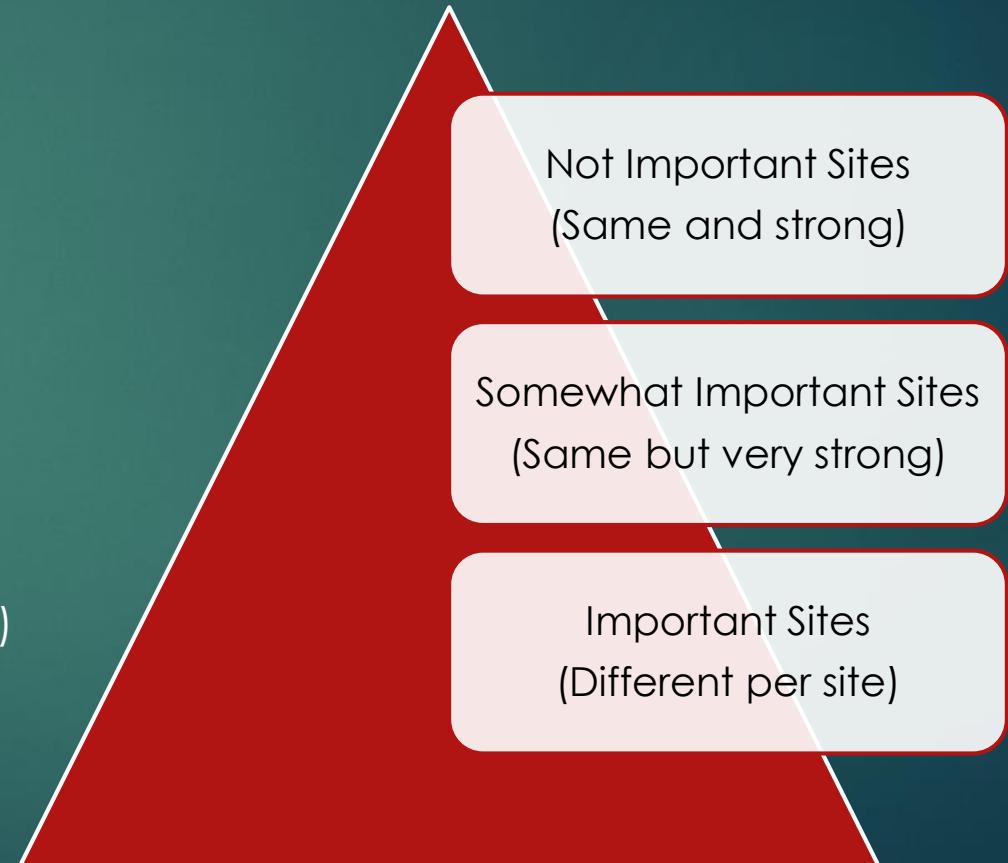 Not Important Sites
(Same and strong)
Somewhat Important Sites
(Same but very strong)
)
Important Sites
(Different per site)